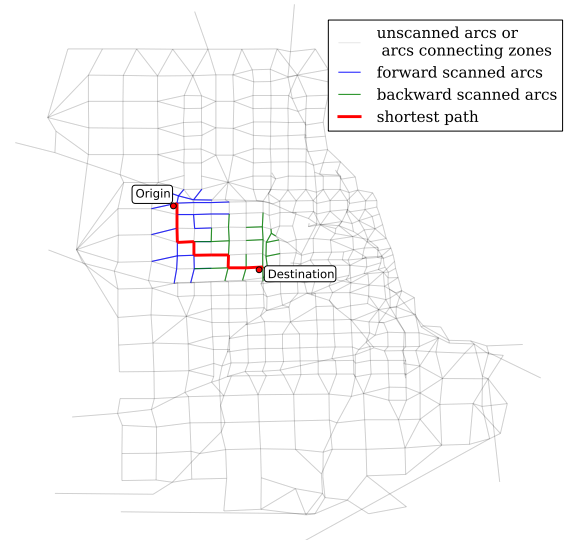 unscanned arcs or
arcs connecting zones
forward scanned arcs
backward scanned arcs
shortest path
Origin
Destination